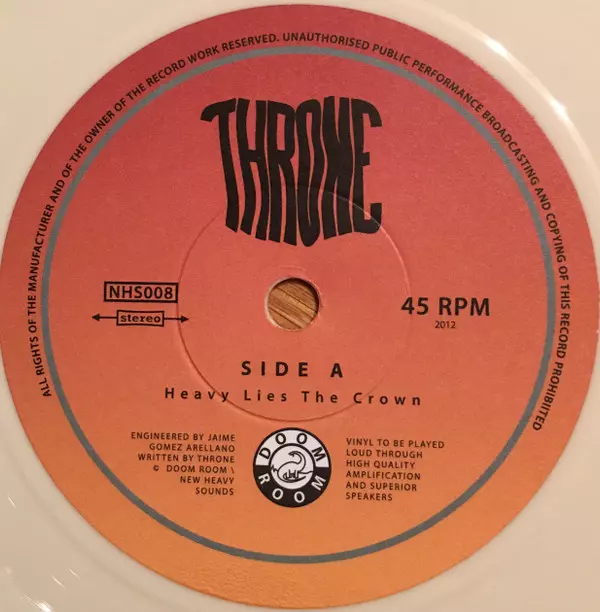 ALL RIGHTS OF THE MANUFACTURER AND OF THE OWNER OF THE RECORD WORK RESERVED. UNAUTHORISED PUBLIC PERFORMANCE BROADCASTING AND COPYING OF THIS RECORD PROHIBIITED
THRONE
NHS008
stereo
45 RPM
2012
SIDE A
Heavy Lies The Crown
ENGINEERED BY JAIME
GOMEZ ARELLANO
WRITTEN BY THRONE
© DOOM ROOM \
NEW HEAVY
SOUNDS
DOOM
ROOM
VINYL TO BE PLAYED
LOUD THROUGH
HIGH QUALITY
AMPLIFICATION
AND SUPERIOR
SPEAKERS